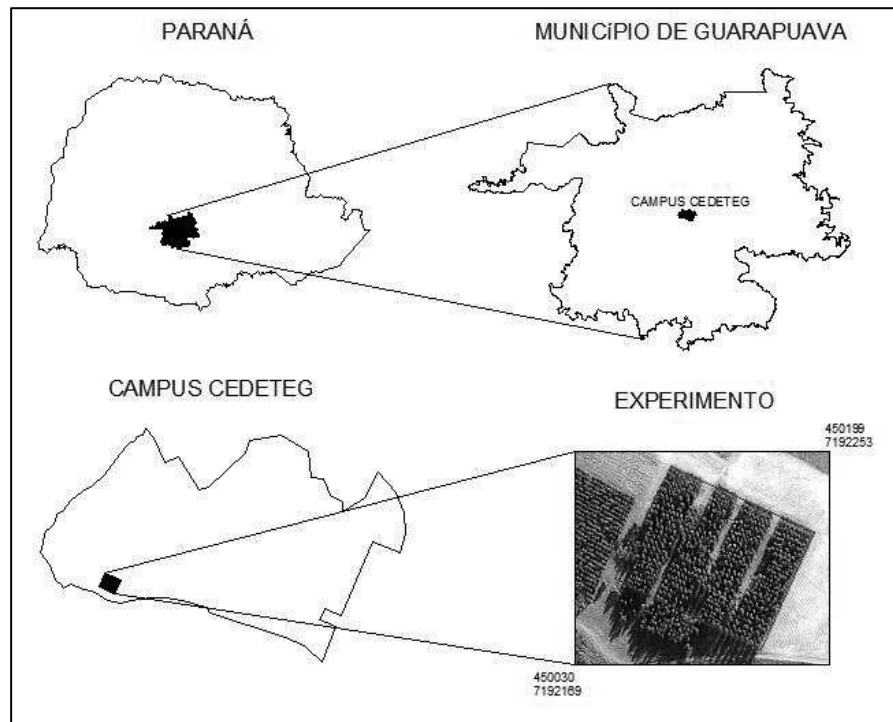 PARANÁ
MUNICíPIO DE GUARAPUAVA
CAMPUS CEDETEG
CAMPUS CEDETEG
EXPERIMENTO
450199
7192253
450030
7192169